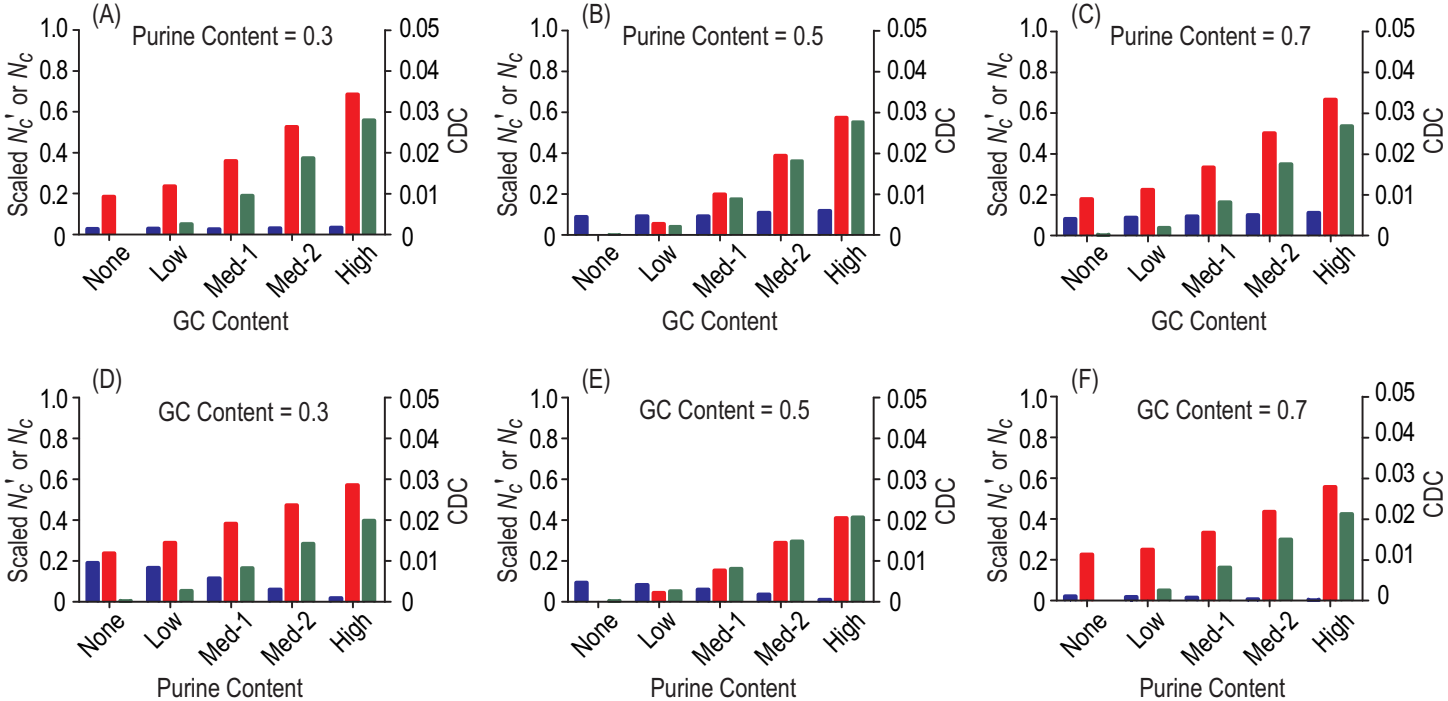 (A)
Purine Content = 0.3
Scaled Nc' or Nc
1.0
0.8
0.6
0.4
0.2
0
0.05
0.04
0.03
0.02
0.01
0
CDC
None
Low
Med-1
Med-2
High
GC Content
(B)
Purine Content = 0.5
Scaled Nc' or Nc
1.0
0.8
0.6
0.4
0.2
0
0.05
0.04
0.03
0.02
0.01
0
CDC
None
Low
Med-1
Med-2
High
GC Content
(C)
Purine Content = 0.7
Scaled Nc' or Nc
1.0
0.8
0.6
0.4
0.2
0
0.05
0.04
0.03
0.02
0.01
0
CDC
None
Low
Med-1
Med-2
High
GC Content
(D)
GC Content = 0.3
Scaled Nc' or Nc
1.0
0.8
0.6
0.4
0.2
0
0.05
0.04
0.03
0.02
0.01
0
CDC
None
Low
Med-1
Med-2
High
Purine Content
(E)
GC Content = 0.5
Scaled Nc' or Nc
1.0
0.8
0.6
0.4
0.2
0
0.05
0.04
0.03
0.02
0.01
0
CDC
None
Low
Med-1
Med-2
High
Purine Content
(F)
GC Content = 0.7
Scaled Nc' or Nc
1.0
0.8
0.6
0.4
0.2
0
0.05
0.04
0.03
0.02
0.01
0
CDC
None
Low
Med-1
Med-2
High
Purine Content